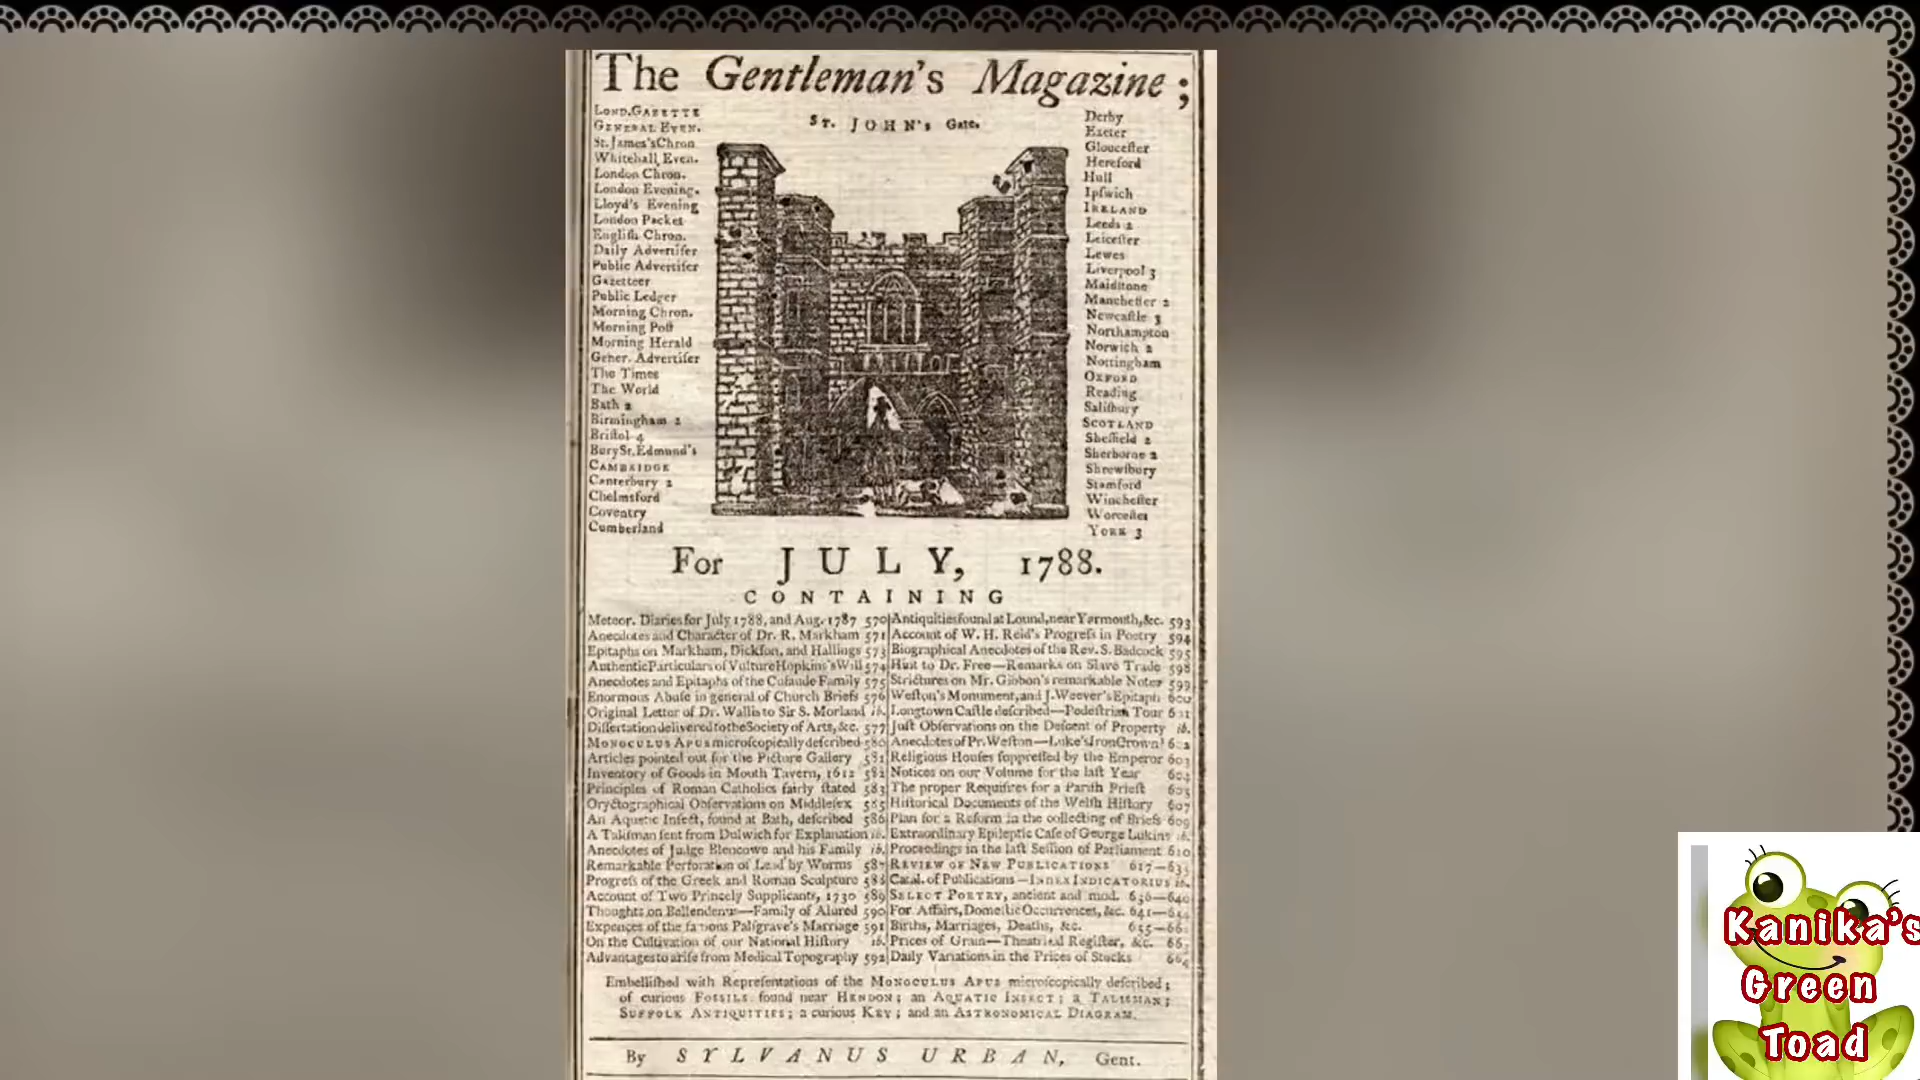 The Gentleman's Magazine;
LOND. GAZETTE
GENERAL EVEN.
St. James's Chron
Whitehall Even.
London Chron.
London Evening.
Lloyd's Evening
London Packet
English Chron.
Daily Advertiſer
Public Advertiſer
Gazetteer
Public Ledger
Morning Chron.
Morning Poſt
Morning Herald
Gener. Advertiſer
The Times
The World
Bath 2
Birmingham 2
Briſtol 4
Bury St. Edmund's
CAMBRIDGE
Canterbury 2
Chelmsford
Coventry
Cumberland
ST. JOHN's Gate.
Derby
Exeter
Glouceſter
Hereford
Hull
Ipſwich
IRELAND
Leeds 2
Leiceſter
Lewes
Liverpool 3
Maidſtone
Mancheſter 2
Newcaſtle 3
Northampton
Norwich 2
Nottingham
OXFORD
Reading
Saliſbury
SCOTLAND
Sheffield 2
Sherborne 2
Shrewſbury
Stamford
Wincheſter
Worceſter
YORK 3
For JULY, 1788.
CONTAINING
Meteor. Diaries for July 1788, and Aug. 1787 570
Anecdotes and Character of Dr. R. Markham 571
Epitaphs on Markham, Dickſon, and Hallings 573
Authentic Particulars of Vulture Hopkins's Will 574
Anecdotes and Epitaphs of the Family 575
Enormous Abuſe in general of Church Briefs 576
Original Letter of Dr. Wallis to Sir S. Morland ib.
Diſſertation delivered to the Society of Arts, &c. 577
MONOCULUS APUS microſcopically deſcribed 580
Articles pointed out for the Picture Gallery 581
Inventory of Goods in Mouth Tavern, 1612 582
Principles of Roman Catholics fairly ſtated 583
Oryctographical Obſervations on Middleſex 585
An Aquatic Inſect, found at Bath, deſcribed 586
A Taliſman ſent from Dulwich for Explanation ib.
Anecdotes of Judge Blencowe and his Family ib.
Remarkable Perforation of Lead by Worms 587
Progreſs of the Greek and Roman Sculpture 588
Account of Two Princely Supplicants, 1730 589
Thoughts on Bellendenus—Family of Alured 590
Expences of the famous Palſgrave's Marriage 591
On the Cultivation of our National Hiſtory ib.
Advantages to ariſe from Medical Topography 592
Antiquities found at Lound, near Yarmouth, &c. 593
Account of W. H. Reid's Progreſs in Poetry 594
Biographical Anecdotes of the Rev. S. Badcock 595
Hint to Dr. Free—Remarks on Slave Trade 598
Strictures on Mr. Gibbon's remarkable Note 599
Weſton's Monument, and J. Weever's Epitaph 600
Longtown Caſtle deſcribed—Pedeſtrian Tour 601
Juſt Obſervations on the Deſcent of Property ib.
Anecdotes of Pr. Weſton—Luke's Iron Crown 602
Religious Houſes ſuppreſſed by the Emperor 603
Notices on our Volume for the laſt Year 604
The proper Requiſites for a Pariſh Prieſt 605
Hiſtorical Documents of the Welſh Hiſtory 607
Plan for a Reform in the collecting of Briefs 609
Extraordinary Epileptic Caſe of George Lukins ib.
Proceedings in the laſt Seſſion of Parliament 610
REVIEW OF NEW PUBLICATIONS 617—635
Catal. of Publications—INDEX INDICATORIUS ib.
SELECT POETRY, ancient and mod. 636—640
For Affairs, Domeſtic Occurrences, &c. 641—
Births, Marriages, Deaths, &c.
Prices of Grain—Theatrical Regiſter, &c.
Daily Variations in the Prices of Stocks 664
Embelliſhed with Repreſentations of the MONOCULUS APUS microſcopically deſcribed;
of curious FOSSILS found near HENDON; an AQUATIC INSECT; a TALISMAN;
SUFFOLK ANTIQUITIES; a curious KEY; and an ASTRONOMICAL DIAGRAM.
By SYLVANUS URBAN, Gent.
Kanika's
Green
Toad